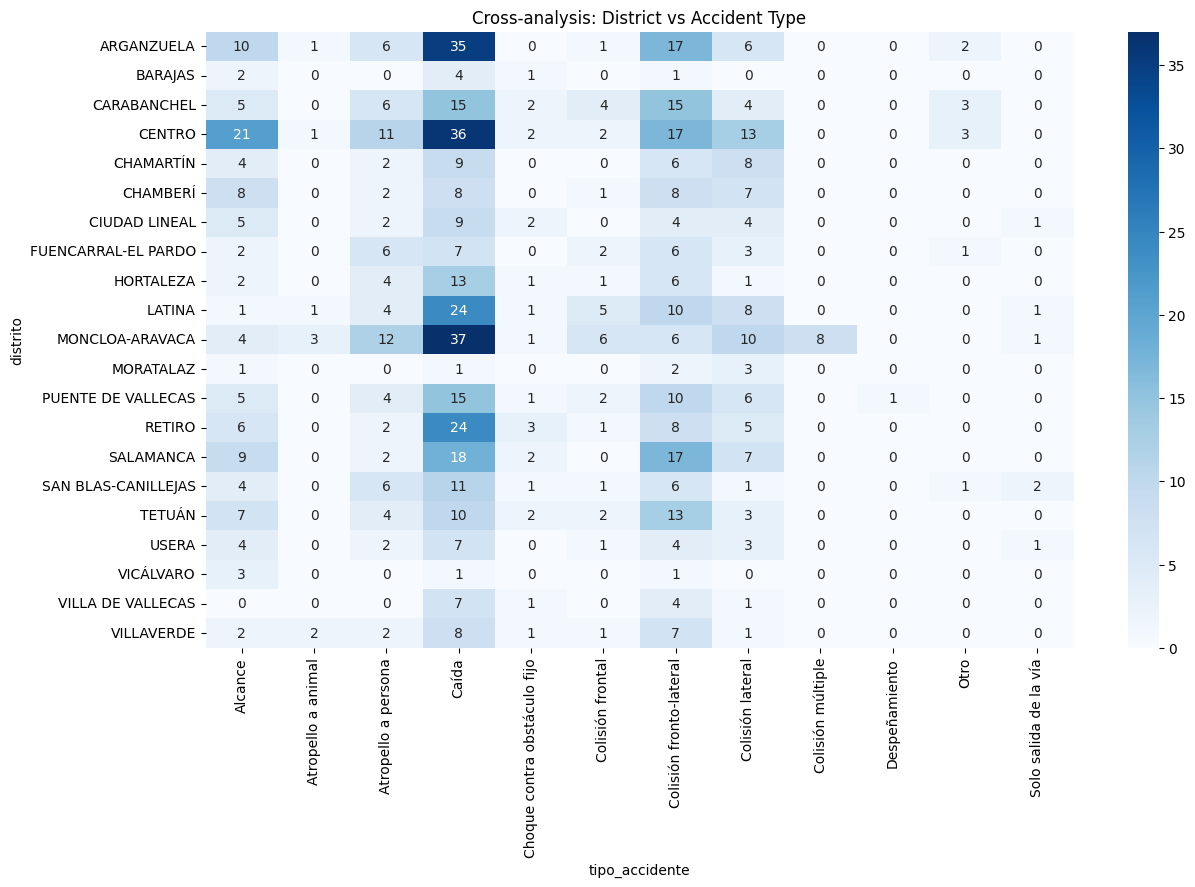 Cross-analysis: District vs Accident Type
distrito
ARGANZUELA 10 1 6 35 0 1 17 6 0 0 2 0
BARAJAS 2 0 0 4 1 0 1 0 0 0 0 0
CARABANCHEL 5 0 6 15 2 4 15 4 0 0 3 0
CENTRO 21 1 11 36 2 2 17 13 0 0 3 0
CHAMARTÍN 4 0 2 9 0 0 6 8 0 0 0 0
CHAMBERÍ 8 0 2 8 0 1 8 7 0 0 0 0
CIUDAD LINEAL 5 0 2 9 2 0 4 4 0 0 0 1
FUENCARRAL-EL PARDO 2 0 6 7 0 2 6 3 0 0 1 0
HORTALEZA 2 0 4 13 1 1 6 1 0 0 0 0
LATINA 1 1 4 24 1 5 10 8 0 0 0 1
MONCLOA-ARAVACA 4 3 12 37 1 6 6 10 8 0 0 1
MORATALAZ 1 0 0 1 0 0 2 3 0 0 0 0
PUENTE DE VALLECAS 5 0 4 15 1 2 10 6 0 1 0 0
RETIRO 6 0 2 24 3 1 8 5 0 0 0 0
SALAMANCA 9 0 2 18 2 0 17 7 0 0 0 0
SAN BLAS-CANILLEJAS 4 0 6 11 1 1 6 1 0 0 1 2
TETUÁN 7 0 4 10 2 2 13 3 0 0 0 0
USERA 4 0 2 7 0 1 4 3 0 0 0 1
VICÁLVARO 3 0 0 1 0 0 1 0 0 0 0 0
VILLA DE VALLECAS 0 0 0 7 1 0 4 1 0 0 0 0
VILLAVERDE 2 2 2 8 1 1 7 1 0 0 0 0
Alcance
Atropello a animal
Atropello a persona
Caída
Choque contra obstáculo fijo
Colisión frontal
Colisión fronto-lateral
Colisión lateral
Colisión múltiple
Despeñamiento
Otro
Solo salida de la vía
tipo_accidente
35
30
25
20
15
10
5
0